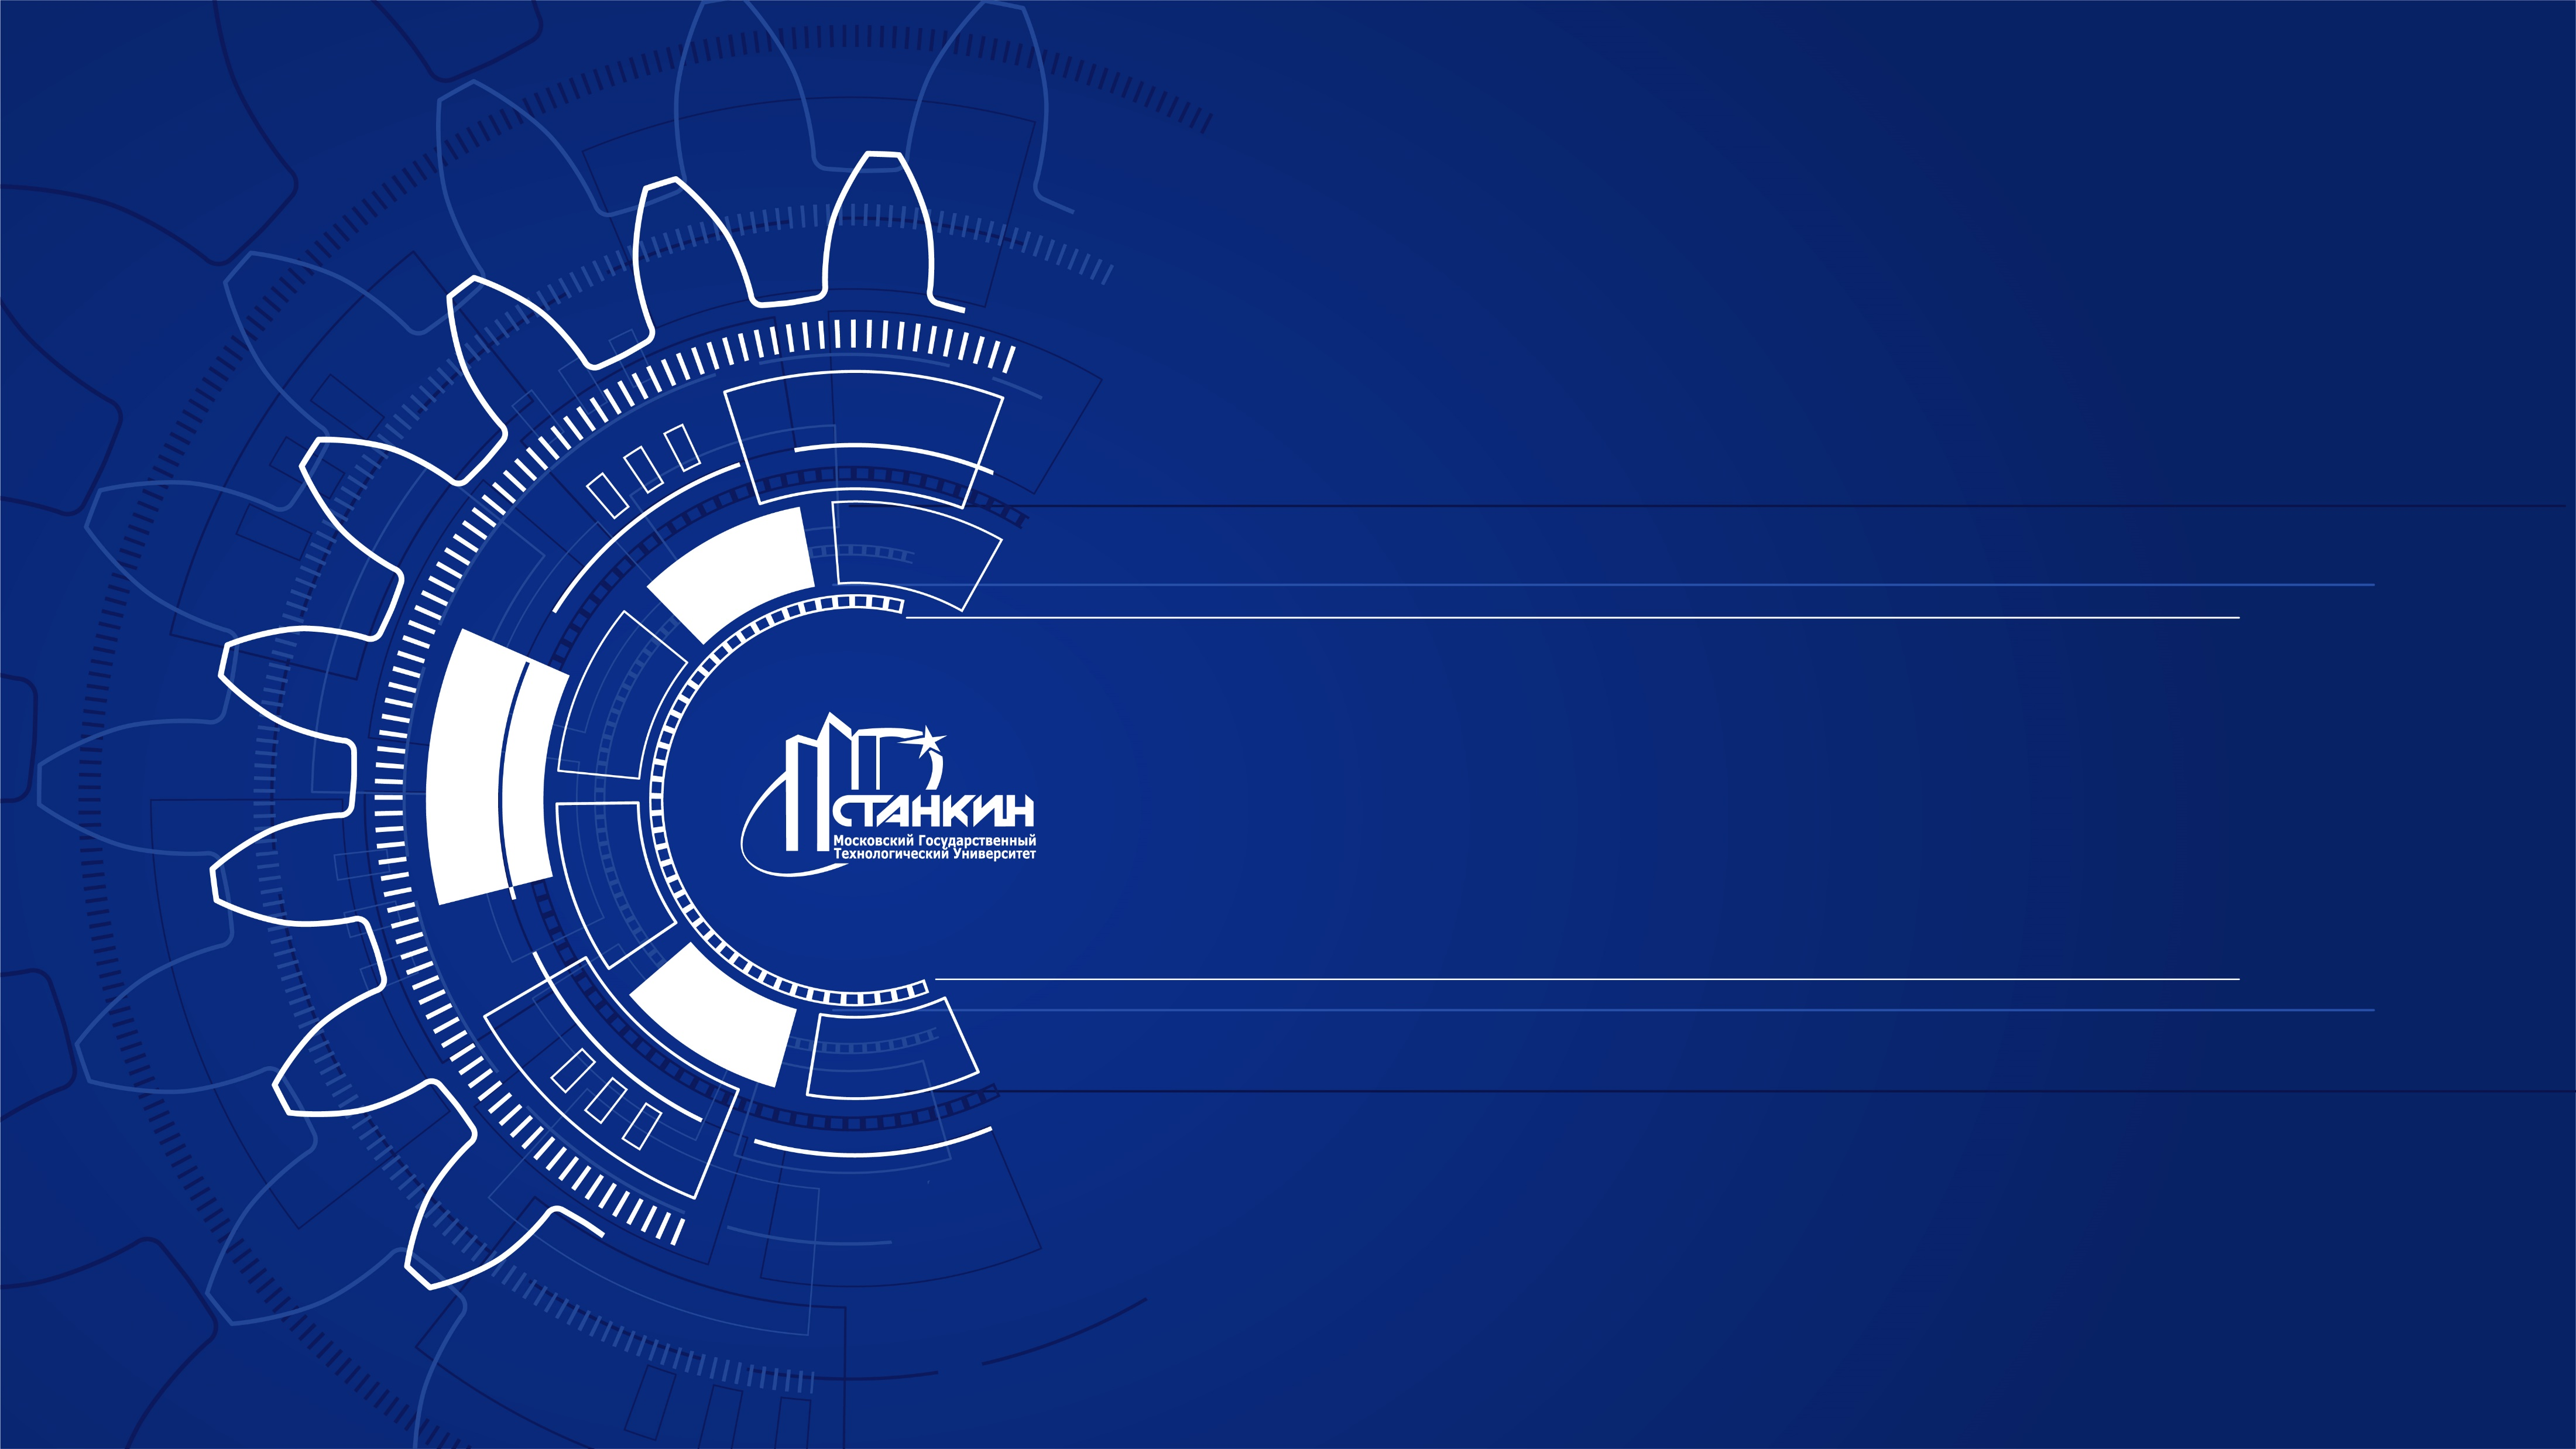 СТАНКИН
Московский Государственный
Технологический Университет